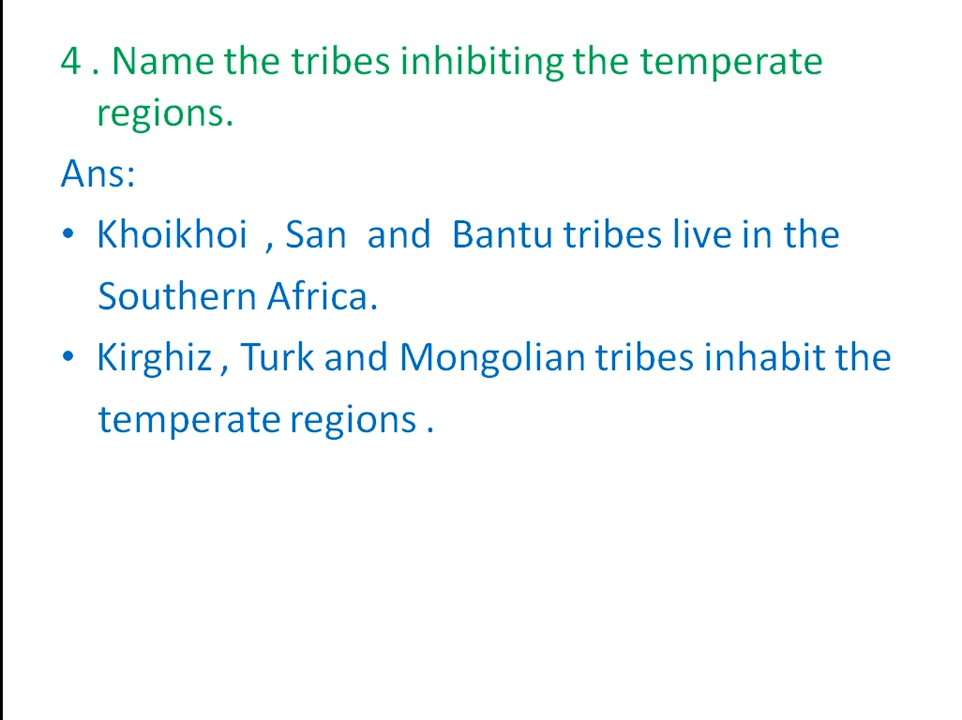 4 . Name the tribes inhibiting the temperate
regions.
Ans:
• Khoikhoi , San and Bantu tribes live in the
Southern Africa.
• Kirghiz , Turk and Mongolian tribes inhabit the
temperate regions .